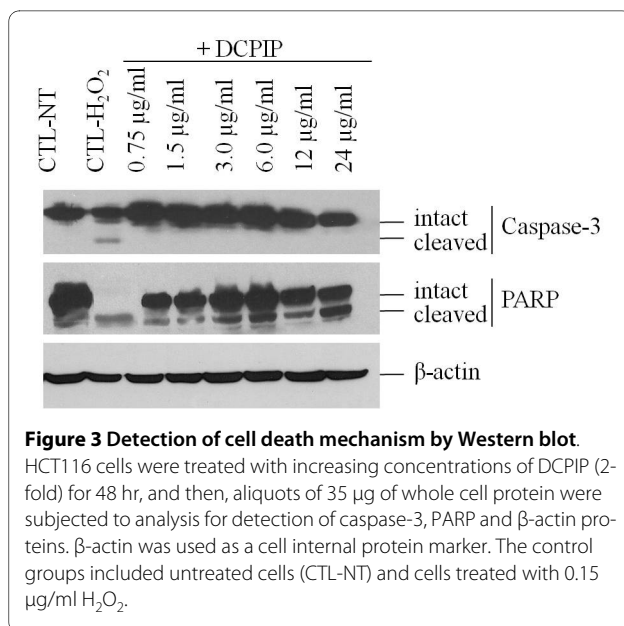 + DCPIP
CTL-NT
CTL-H₂O₂
0.75 µg/ml
1.5 µg/ml
3.0 µg/ml
6.0 µg/ml
12 µg/ml
24 µg/ml
intact
cleaved
Caspase-3
intact
cleaved
PARP
β-actin
Figure 3 Detection of cell death mechanism by Western blot.
HCT116 cells were treated with increasing concentrations of DCPIP (2-
fold) for 48 hr, and then, aliquots of 35 µg of whole cell protein were
subjected to analysis for detection of caspase-3, PARP and β-actin pro-
teins. β-actin was used as a cell internal protein marker. The control
groups included untreated cells (CTL-NT) and cells treated with 0.15
µg/ml H₂O₂.